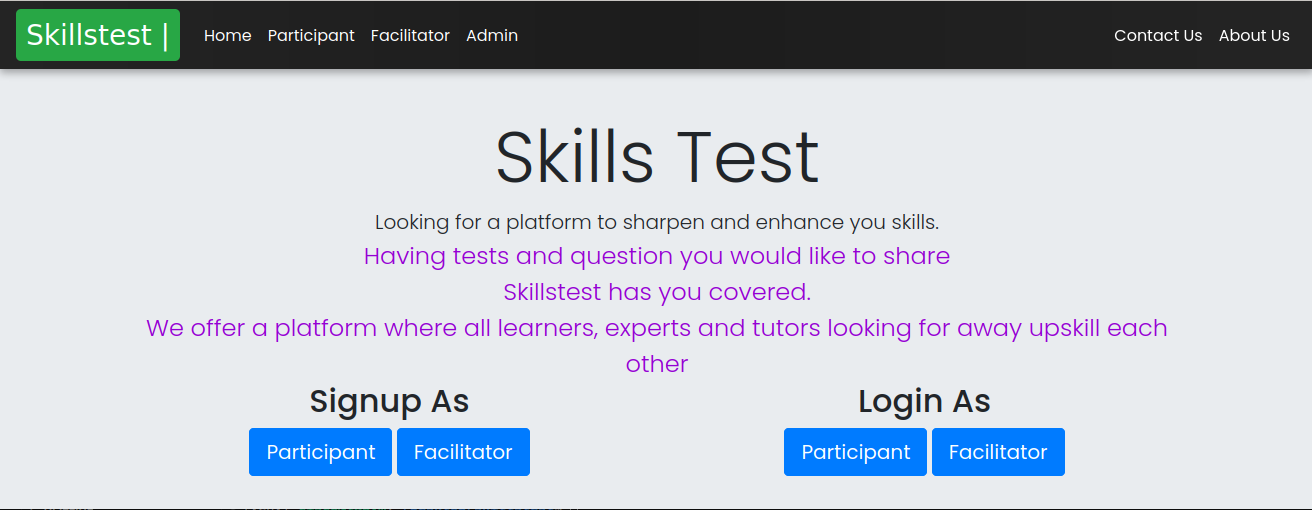 Skillstest |
Home Participant Facilitator Admin Contact Us About Us
Skills Test
Looking for a platform to sharpen and enhance you skills.
Having tests and question you would like to share
Skillstest has you covered.
We offer a platform where all learners, experts and tutors looking for away upskill each
other
Signup As
Participant Facilitator
Login As
Participant Facilitator